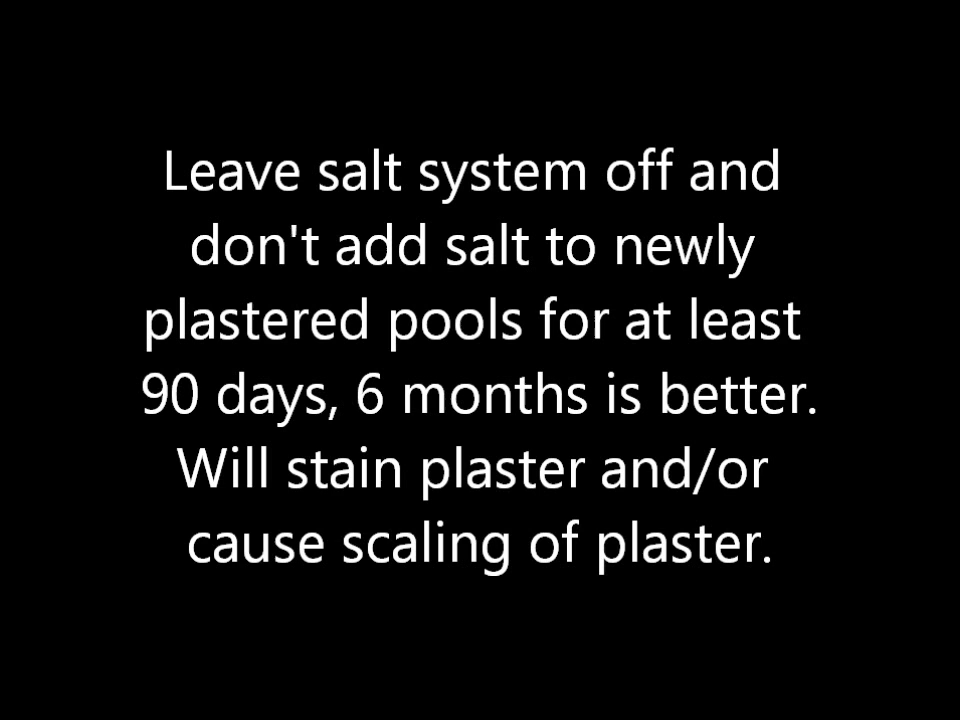 Leave salt system off and
don't add salt to newly
plastered pools for at least
90 days, 6 months is better.
Will stain plaster and/or
cause scaling of plaster.